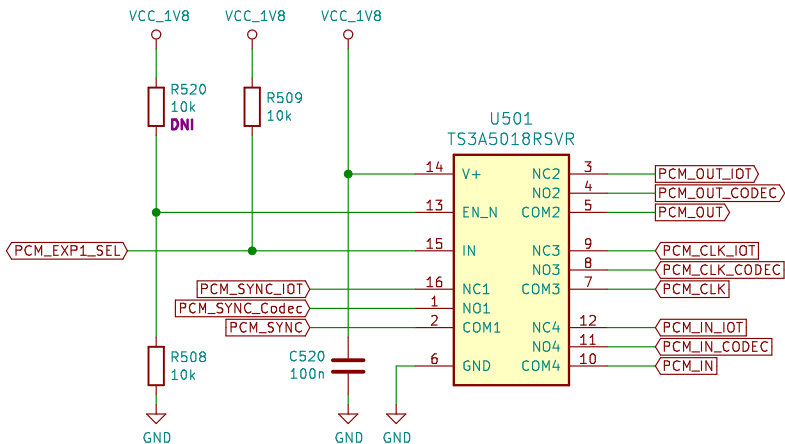 VCC_1V8 VCC_1V8 VCC_1V8
R520
10k
DNI
R509
10k
U501
TS3A5018RSVR
14 V+ NC2 3 PCM_OUT_IOT
NO2 4 PCM_OUT_CODEC
13 EN_N COM2 5 PCM_OUT
PCM_EXP1_SEL 15 IN NC3 9 PCM_CLK_IOT
NO3 8 PCM_CLK_CODEC
PCM_SYNC_IOT 16 NC1 COM3 7 PCM_CLK
PCM_SYNC_Codec 1 NO1
PCM_SYNC 2 COM1 NC4 12 PCM_IN_IOT
NO4 11 PCM_IN_CODEC
6 GND COM4 10 PCM_IN
R508
10k
C520
100n
GND GND GND